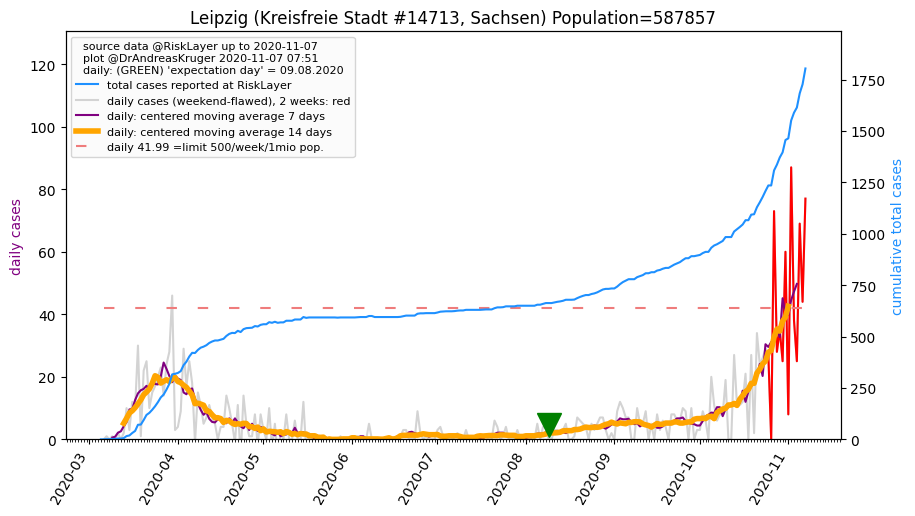 Leipzig (Kreisfreie Stadt #14713, Sachsen) Population=587857
source data @RiskLayer up to 2020-11-07
plot @DrAndreasKruger 2020-11-07 07:51
daily: (GREEN) 'expectation day' = 09.08.2020
total cases reported at RiskLayer
daily cases (weekend-flawed), 2 weeks: red
daily: centered moving average 7 days
daily: centered moving average 14 days
daily 41.99 =limit 500/week/1mio pop.
daily cases
120
100
80
60
40
20
0
cumulative total cases
1750
1500
1250
1000
750
500
250
0
2020-03
2020-04
2020-05
2020-06
2020-07
2020-08
2020-09
2020-10
2020-11